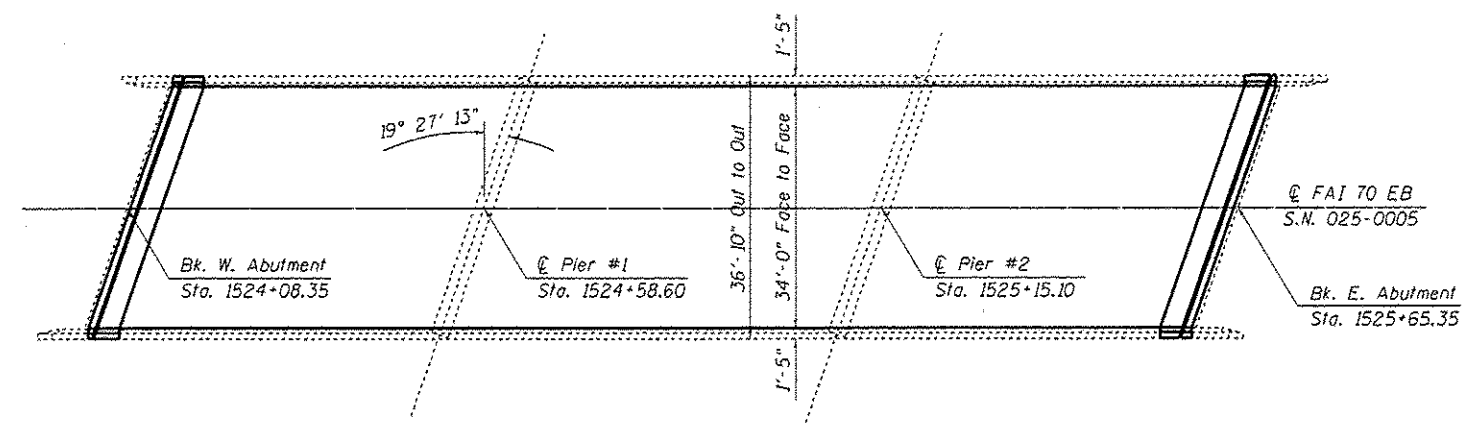 1'-5"
19° 27' 13"
36'-10" Out to Out
34'-0" Face to Face
℄ FAI 70 EB
S.N. 025-0005
Bk. W. Abutment
Sta. 1524+08.35
℄ Pier #1
Sta. 1524+58.60
℄ Pier #2
Sta. 1525+15.10
Bk. E. Abutment
Sta. 1525+65.35
1'-5"